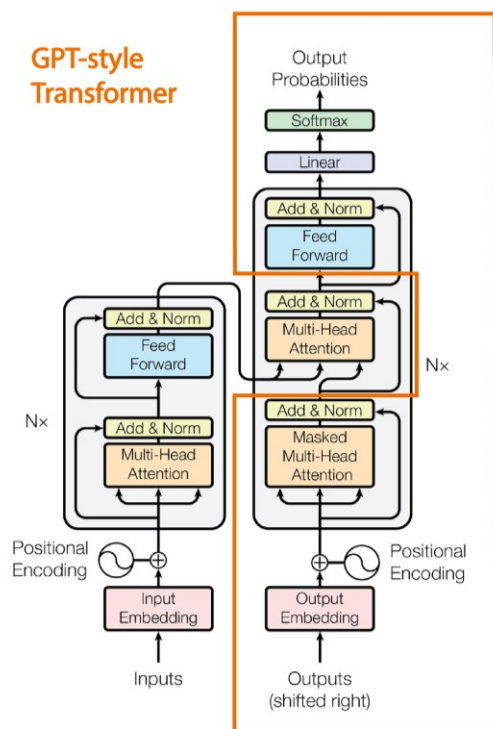 GPT-style
Transformer
Output
Probabilities
Softmax
Linear
Add & Norm
Feed
Forward
Add & Norm
Multi-Head
Attention
N×
Add & Norm
Masked
Multi-Head
Attention
Positional
Encoding
Output
Embedding
Outputs
(shifted right)
Add & Norm
Feed
Forward
N×
Add & Norm
Multi-Head
Attention
Positional
Encoding
Input
Embedding
Inputs